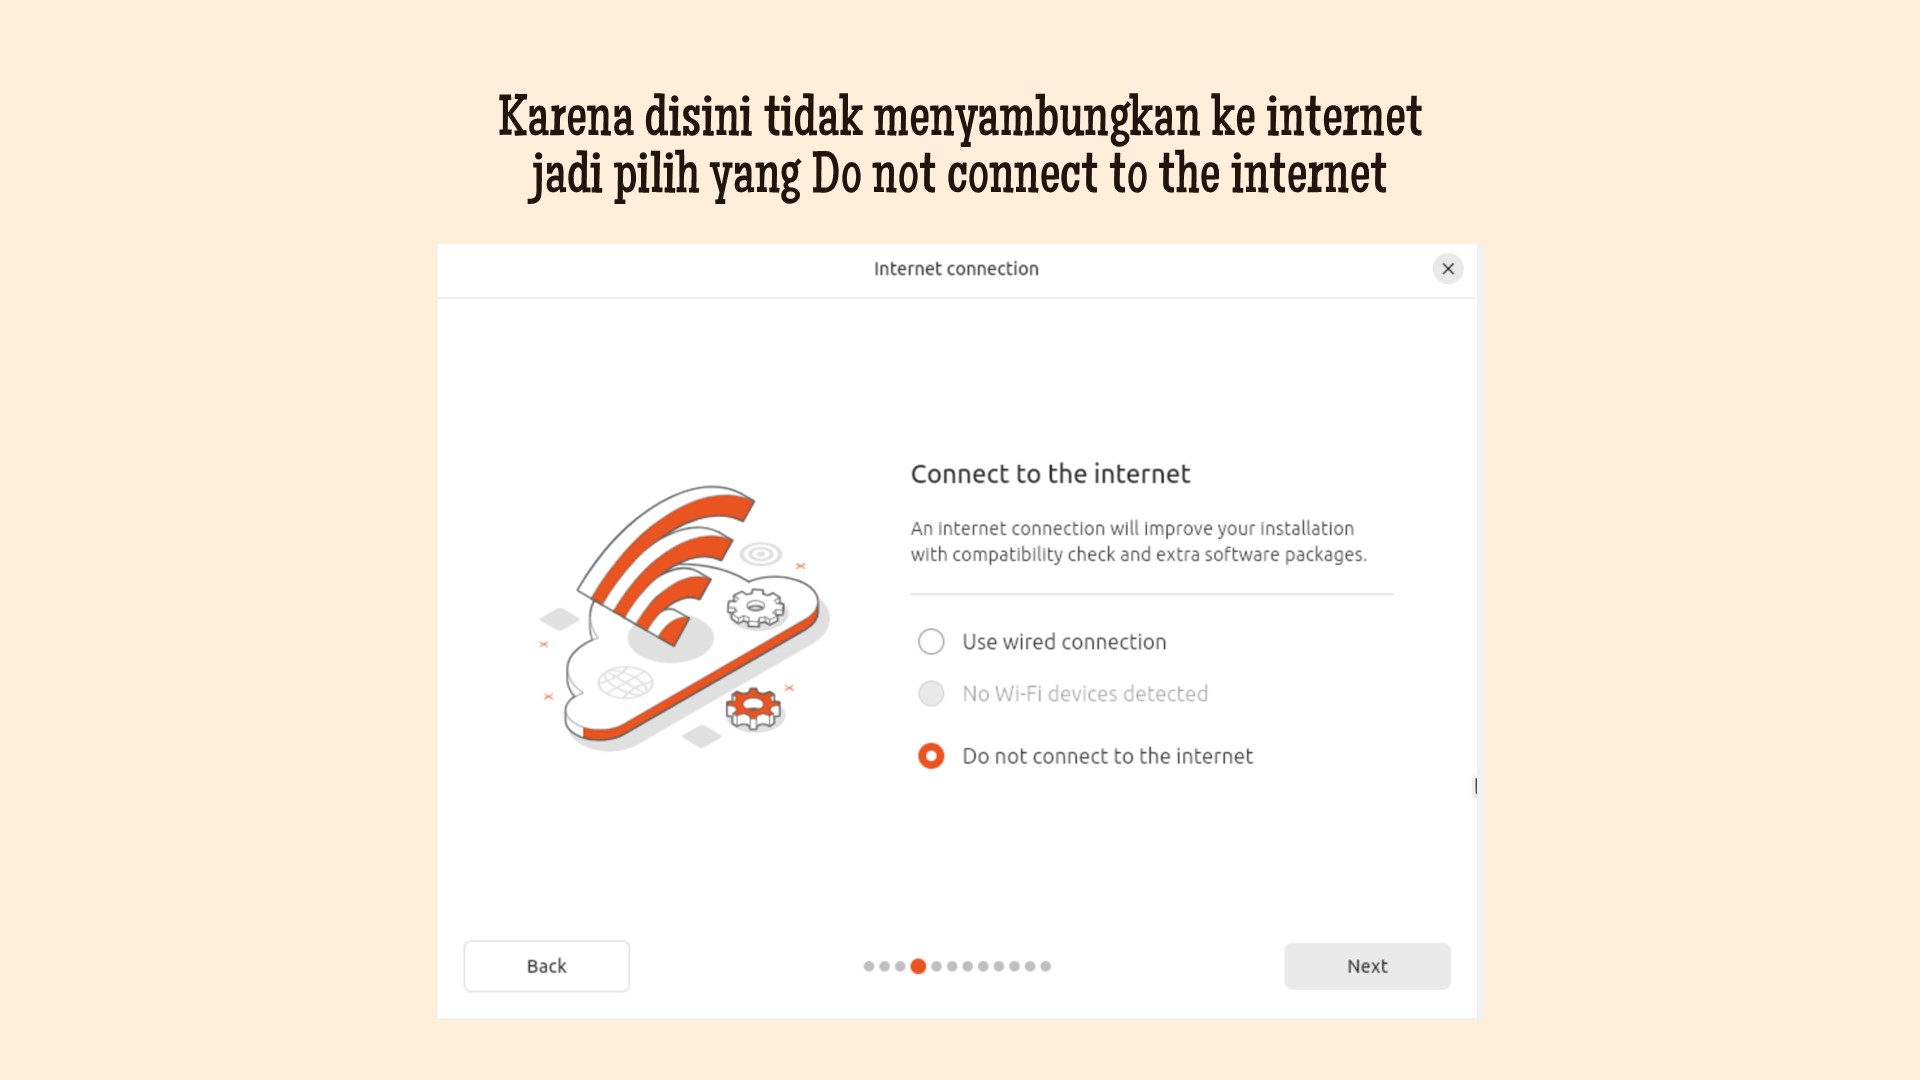 Karena disini tidak menyambungkan ke internet
jadi pilih yang Do not connect to the internet
Internet connection
Connect to the internet
An internet connection will improve your installation
with compatibility check and extra software packages.
Use wired connection
No Wi-Fi devices detected
Do not connect to the internet
Back
Next